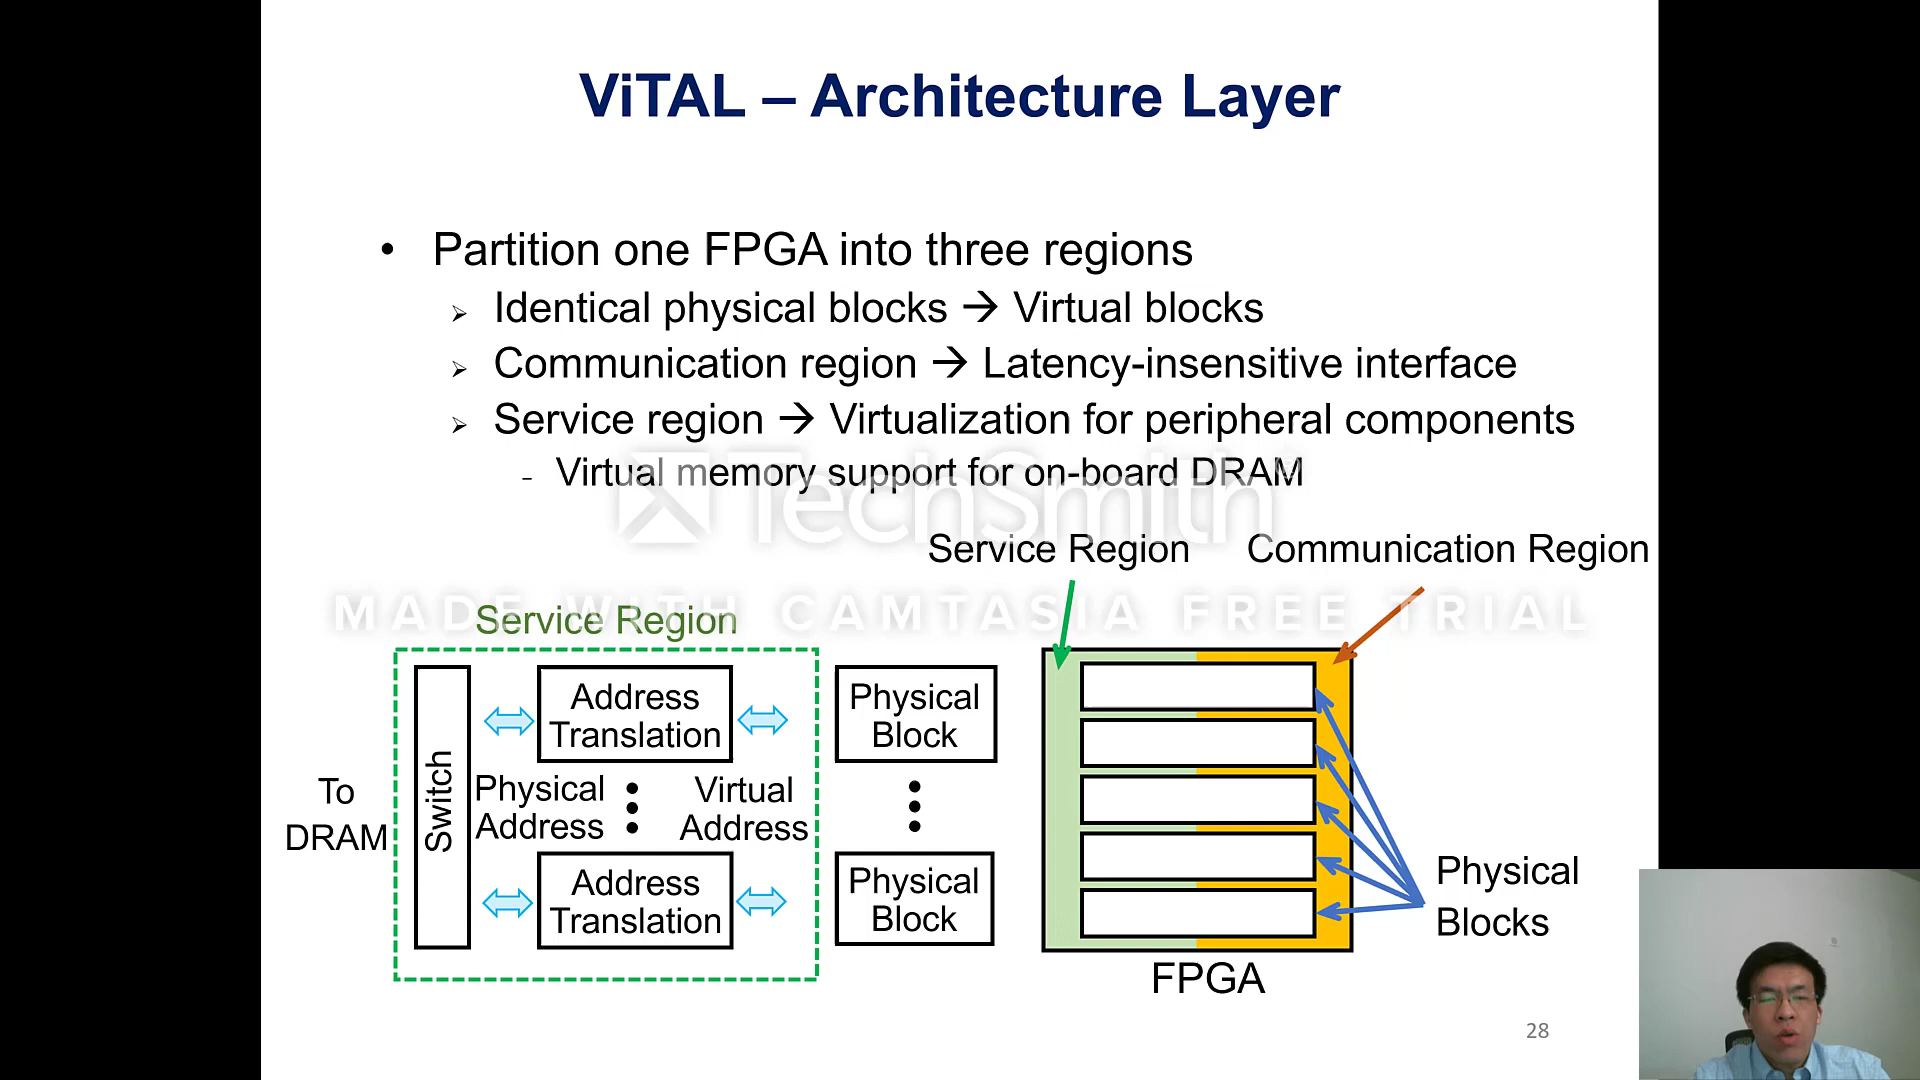 ViTAL – Architecture Layer
• Partition one FPGA into three regions
➢ Identical physical blocks → Virtual blocks
➢ Communication region → Latency-insensitive interface
➢ Service region → Virtualization for peripheral components
- Virtual memory support for on-board DRAM
TechSmith®
Service Region Communication Region
MADE WITH CAMTASIA FREE TRIAL
Service Region
Switch
Address
Translation
Physical
Block
To
DRAM
Physical
Address
Virtual
Address
Address
Translation
Physical
Block
Physical
Blocks
FPGA
28